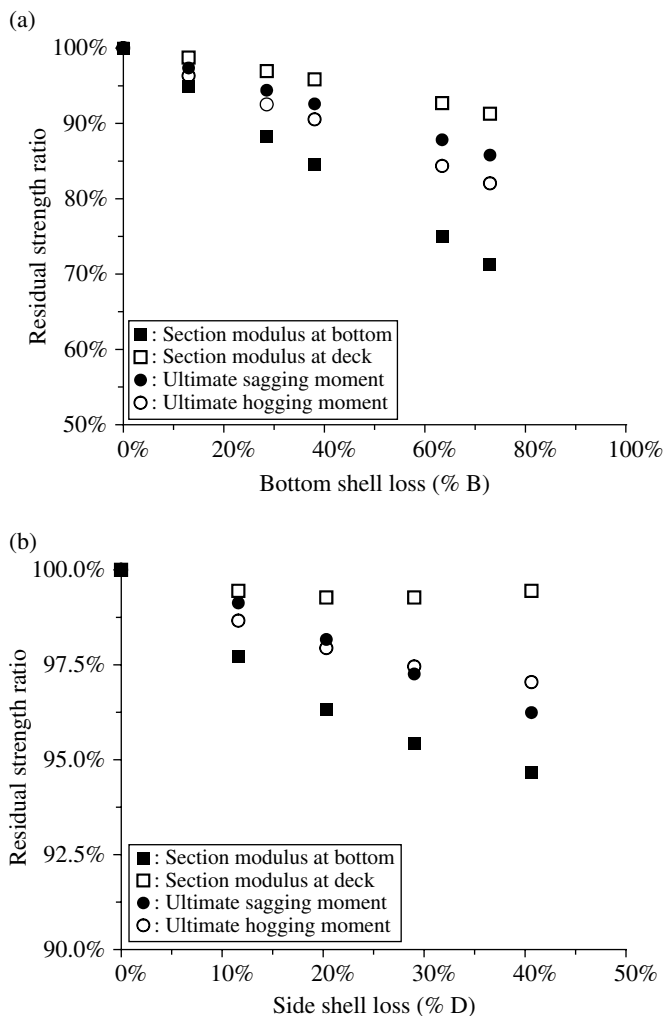 (a)
100%
90%
80%
70%
60%
50%
Residual strength ratio
■ : Section modulus at bottom
□ : Section modulus at deck
● : Ultimate sagging moment
○ : Ultimate hogging moment
0% 20% 40% 60% 80% 100%
Bottom shell loss (% B)
(b)
100.0%
97.5%
95.0%
92.5%
90.0%
Residual strength ratio
■ : Section modulus at bottom
□ : Section modulus at deck
● : Ultimate sagging moment
○ : Ultimate hogging moment
0% 10% 20% 30% 40% 50%
Side shell loss (% D)